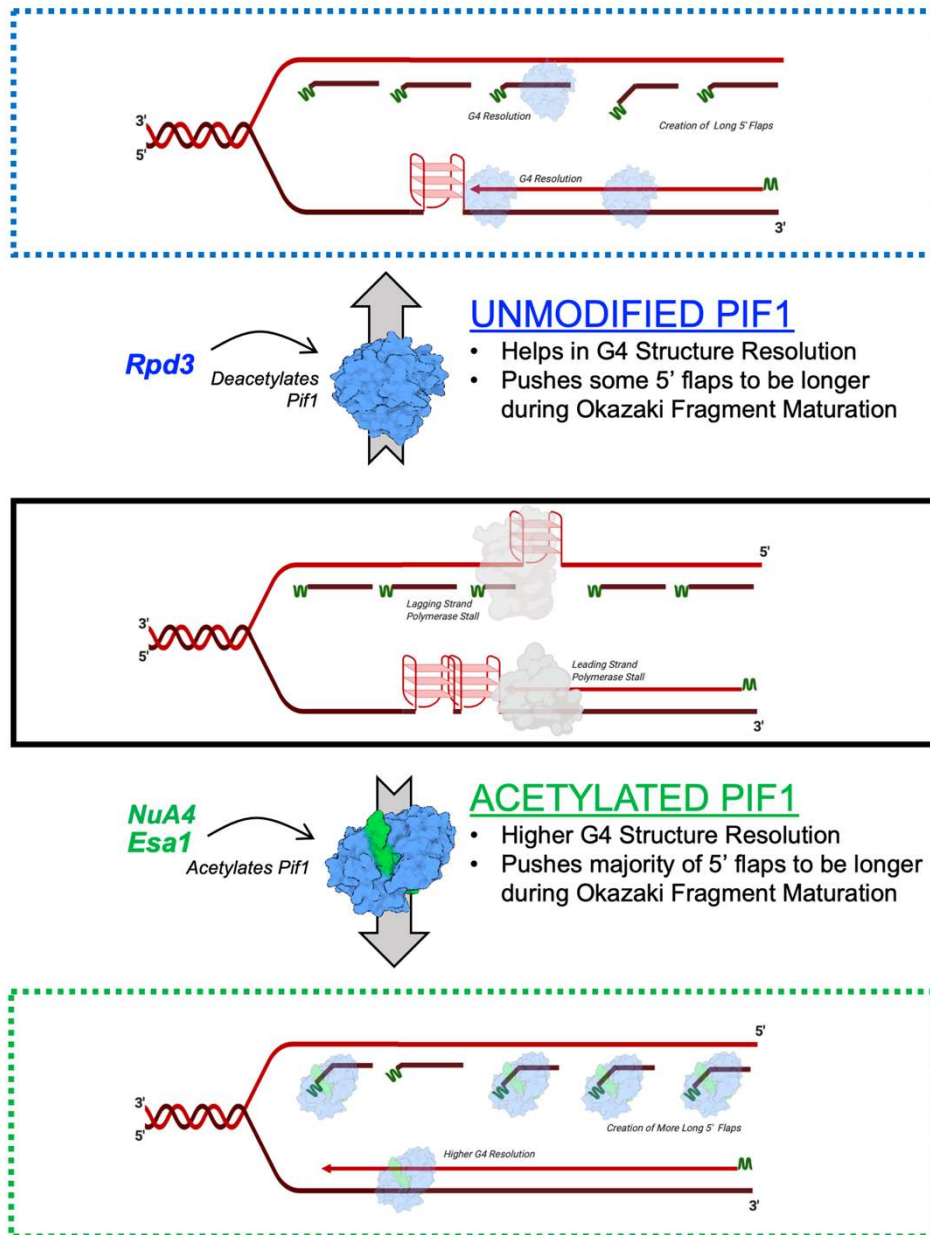 G4 Resolution
Creation of Long 5' Flaps
3'
5'
G4 Resolution
3'
UNMODIFIED PIF1
Rpd3
Deacetylates
Pif1
• Helps in G4 Structure Resolution
• Pushes some 5' flaps to be longer
during Okazaki Fragment Maturation
5'
Lagging Strand
Polymerase Stall
3'
5'
Leading Strand
Polymerase Stall
3'
ACETYLATED PIF1
NuA4
Esa1
Acetylates Pif1
• Higher G4 Structure Resolution
• Pushes majority of 5' flaps to be longer
during Okazaki Fragment Maturation
5'
3'
5'
Creation of More Long 5' Flaps
Higher G4 Resolution
3'